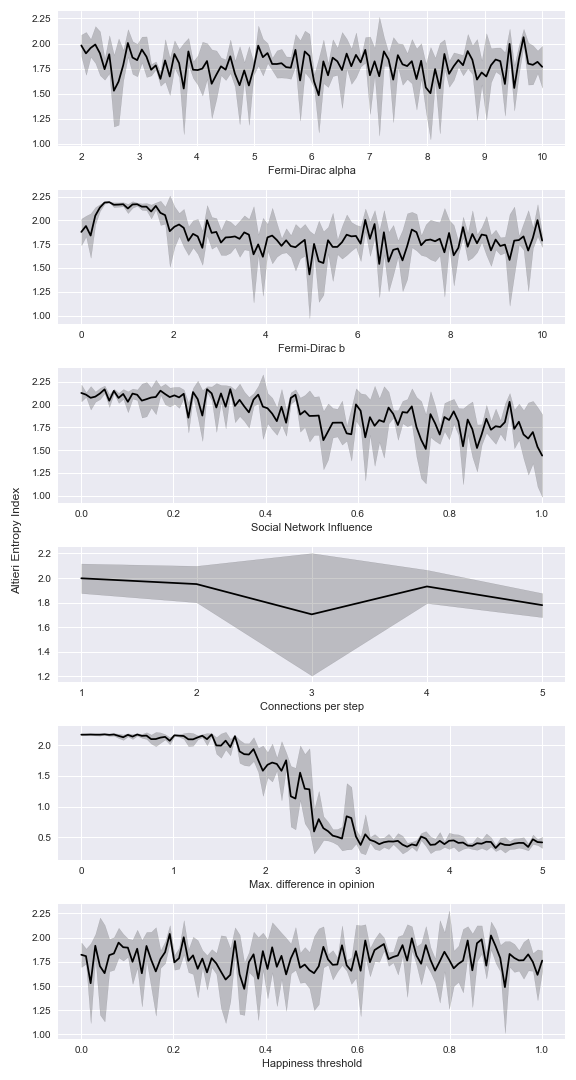 2.25
2.00
1.75
1.50
1.25
1.00
2 3 4 5 6 7 8 9 10
Fermi-Dirac alpha
2.25
2.00
1.75
1.50
1.25
1.00
0 2 4 6 8 10
Fermi-Dirac b
2.25
2.00
1.75
1.50
1.25
1.00
0.0 0.2 0.4 0.6 0.8 1.0
Social Network Influence
Altieri Entropy Index
2.2
2.0
1.8
1.6
1.4
1.2
1 2 3 4 5
Connections per step
2.0
1.5
1.0
0.5
0 1 2 3 4 5
Max. difference in opinion
2.25
2.00
1.75
1.50
1.25
1.00
0.0 0.2 0.4 0.6 0.8 1.0
Happiness threshold